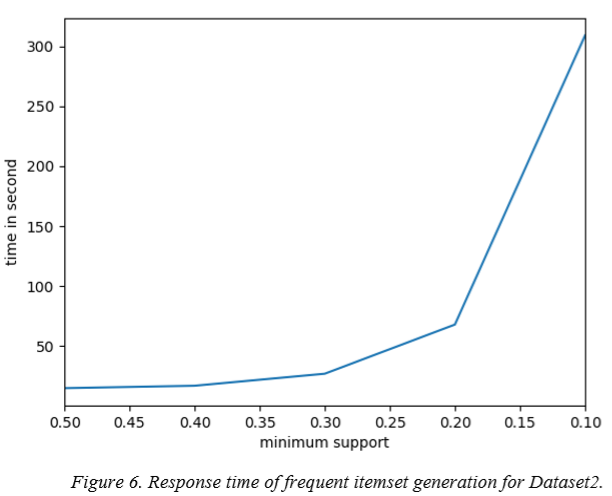 300
250
200
150
100
50
time in second
0.50 0.45 0.40 0.35 0.30 0.25 0.20 0.15 0.10
minimum support
Figure 6. Response time of frequent itemset generation for Dataset2.